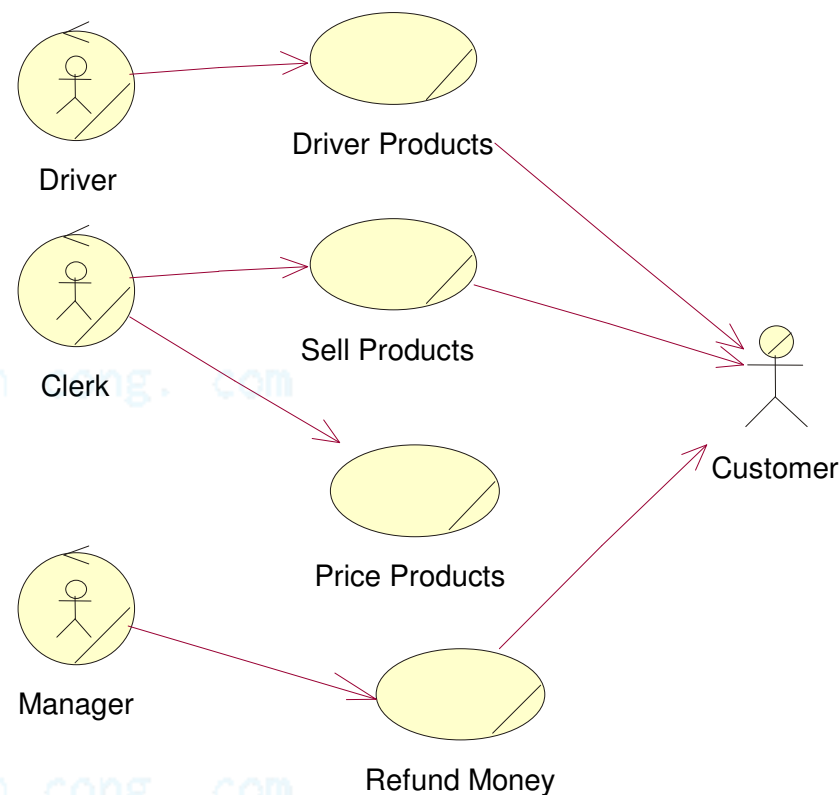 Driver Products
Driver
Sell Products
Clerk
Customer
Price Products
Manager
Refund Money